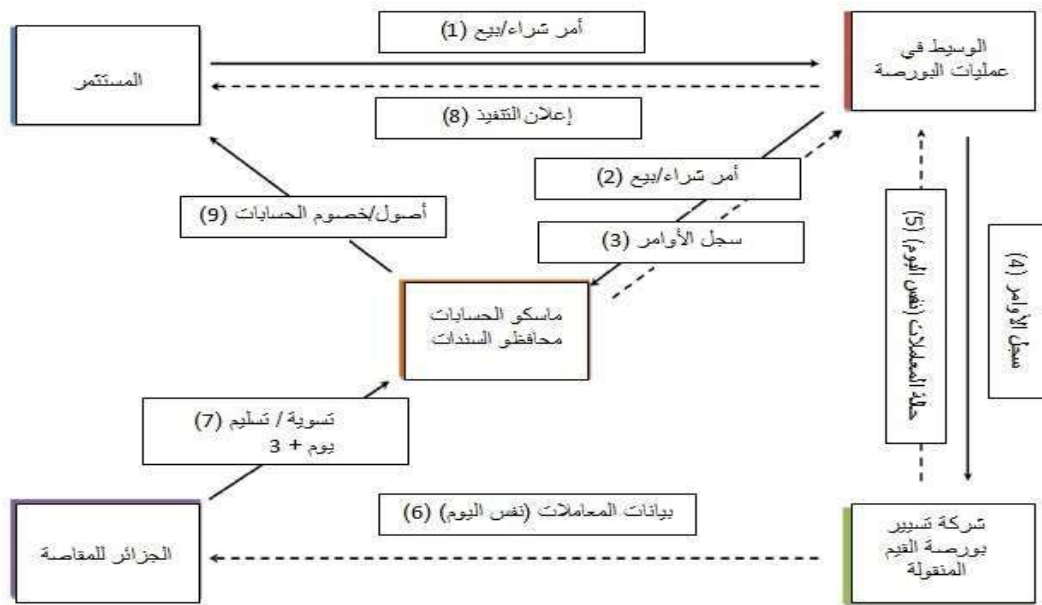 أمر شراء/بيع (1)
الوسيط في
عمليات البورصة
المستثمر
إعلان التنفيذ (8)
أمر شراء/بيع (2)
أصول/خصوم الحسابات (9)
سجل الأوامر (3)
حالة المعاملات (نفس اليوم) (5)
سجل الأوامر (4)
ماسكو الحسابات
محافظو السندات
تسوية / تسليم (7)
يوم + 3
بيانات المعاملات (نفس اليوم) (6)
الجزائر للمقاصة
شركة تسيير
بورصة القيم
المنقولة